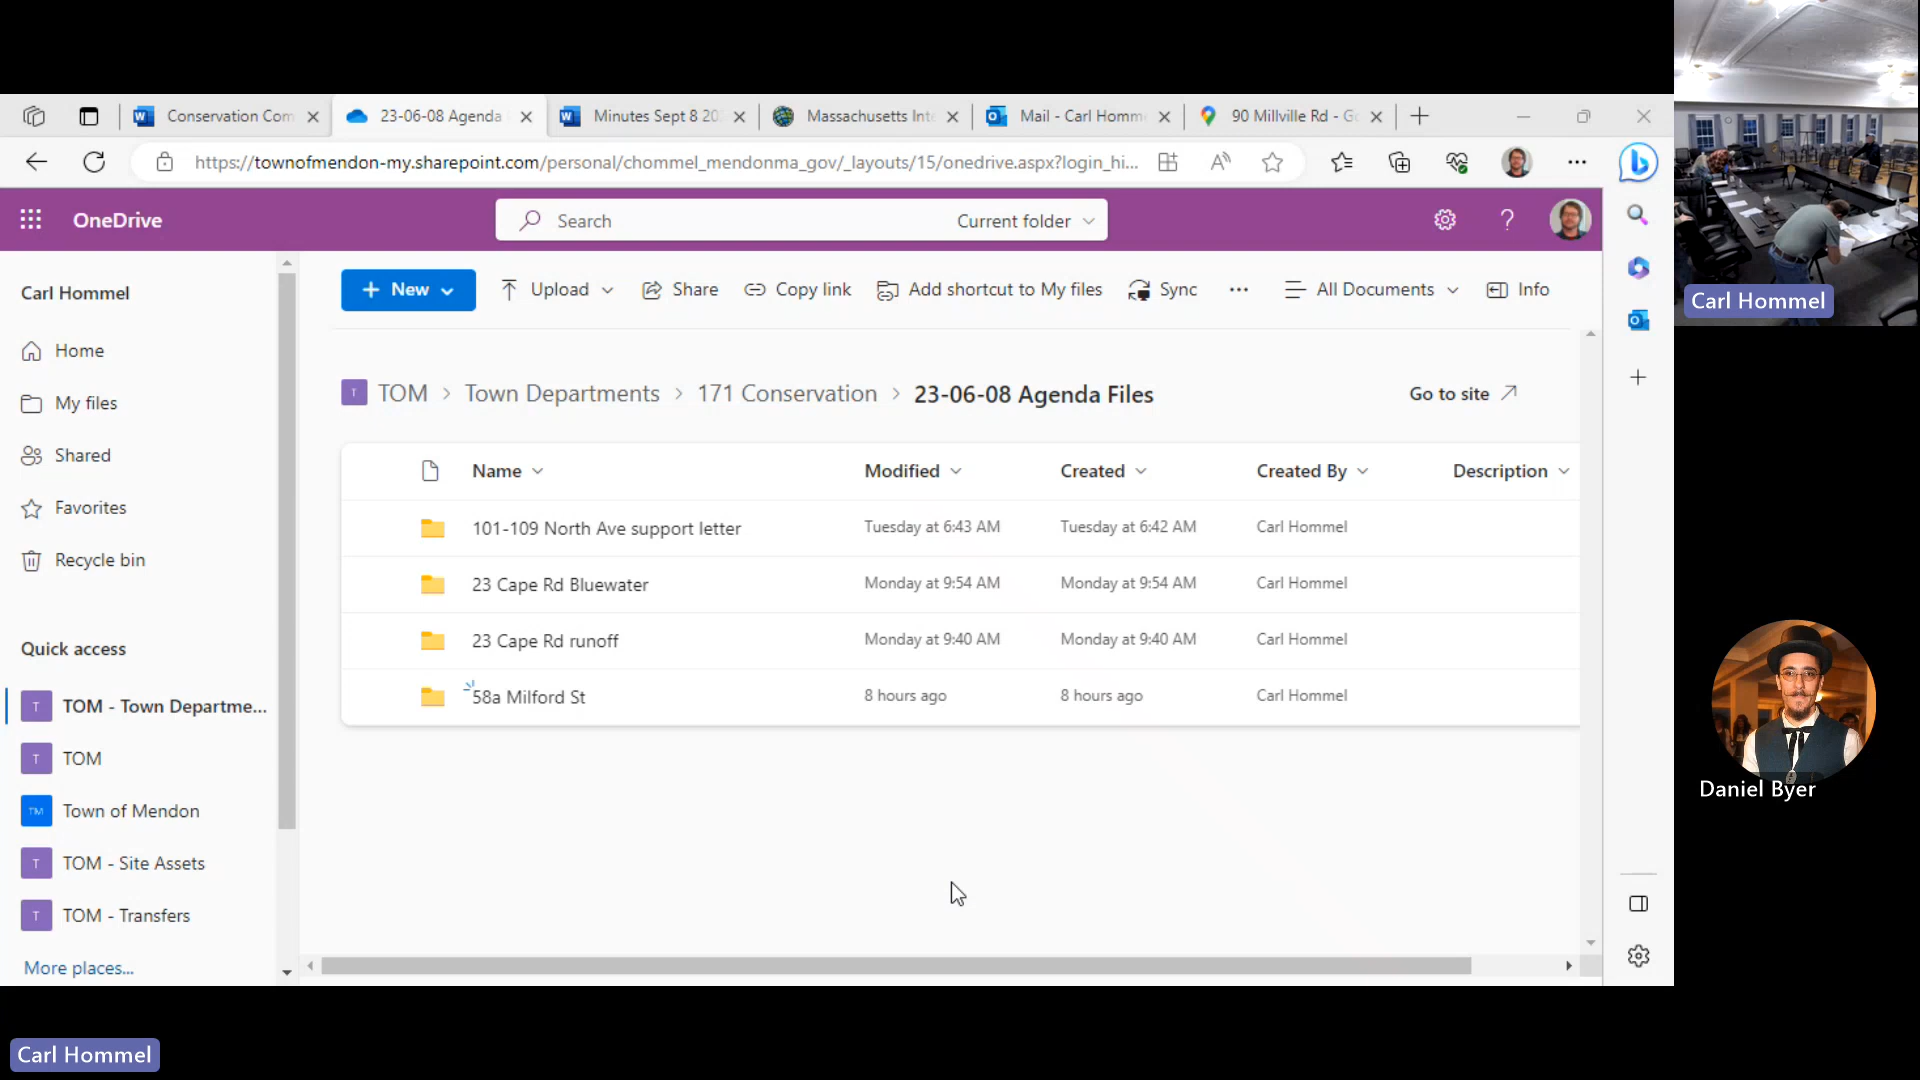 Conservation Com
23-06-08 Agenda
Minutes Sept 8 20
Massachusetts Int
Mail - Carl Homm
90 Millville Rd - G
https://townofmendon-my.sharepoint.com/personal/chommel_mendonma_gov/_layouts/15/onedrive.aspx?login_hi...
OneDrive
Search
Current folder
Carl Hommel
Home
My files
Shared
Favorites
Recycle bin
Quick access
T TOM - Town Departme...
T TOM
TM Town of Mendon
T TOM - Site Assets
T TOM - Transfers
More places...
+ New
Upload
Share
Copy link
Add shortcut to My files
Sync
...
All Documents
Info
T TOM > Town Departments > 171 Conservation > 23-06-08 Agenda Files
Go to site
Name Modified Created Created By Description
101-109 North Ave support letter Tuesday at 6:43 AM Tuesday at 6:42 AM Carl Hommel
23 Cape Rd Bluewater Monday at 9:54 AM Monday at 9:54 AM Carl Hommel
23 Cape Rd runoff Monday at 9:40 AM Monday at 9:40 AM Carl Hommel
58a Milford St 8 hours ago 8 hours ago Carl Hommel
Carl Hommel
Daniel Byer
Carl Hommel